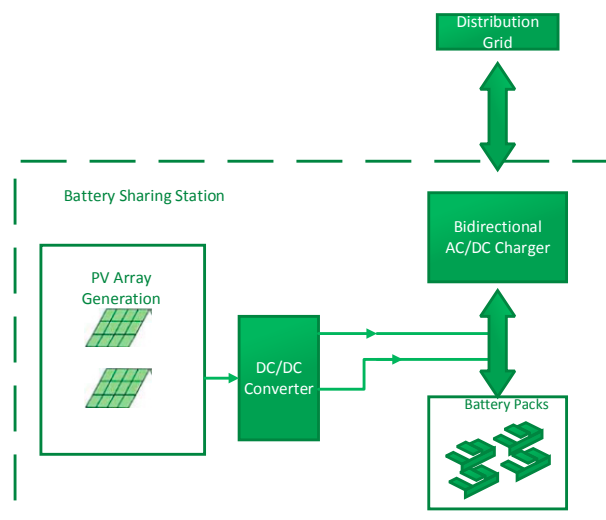 Distribution
Grid
Battery Sharing Station
Bidirectional
AC/DC Charger
PV Array
Generation
DC/DC
Converter
Battery Packs